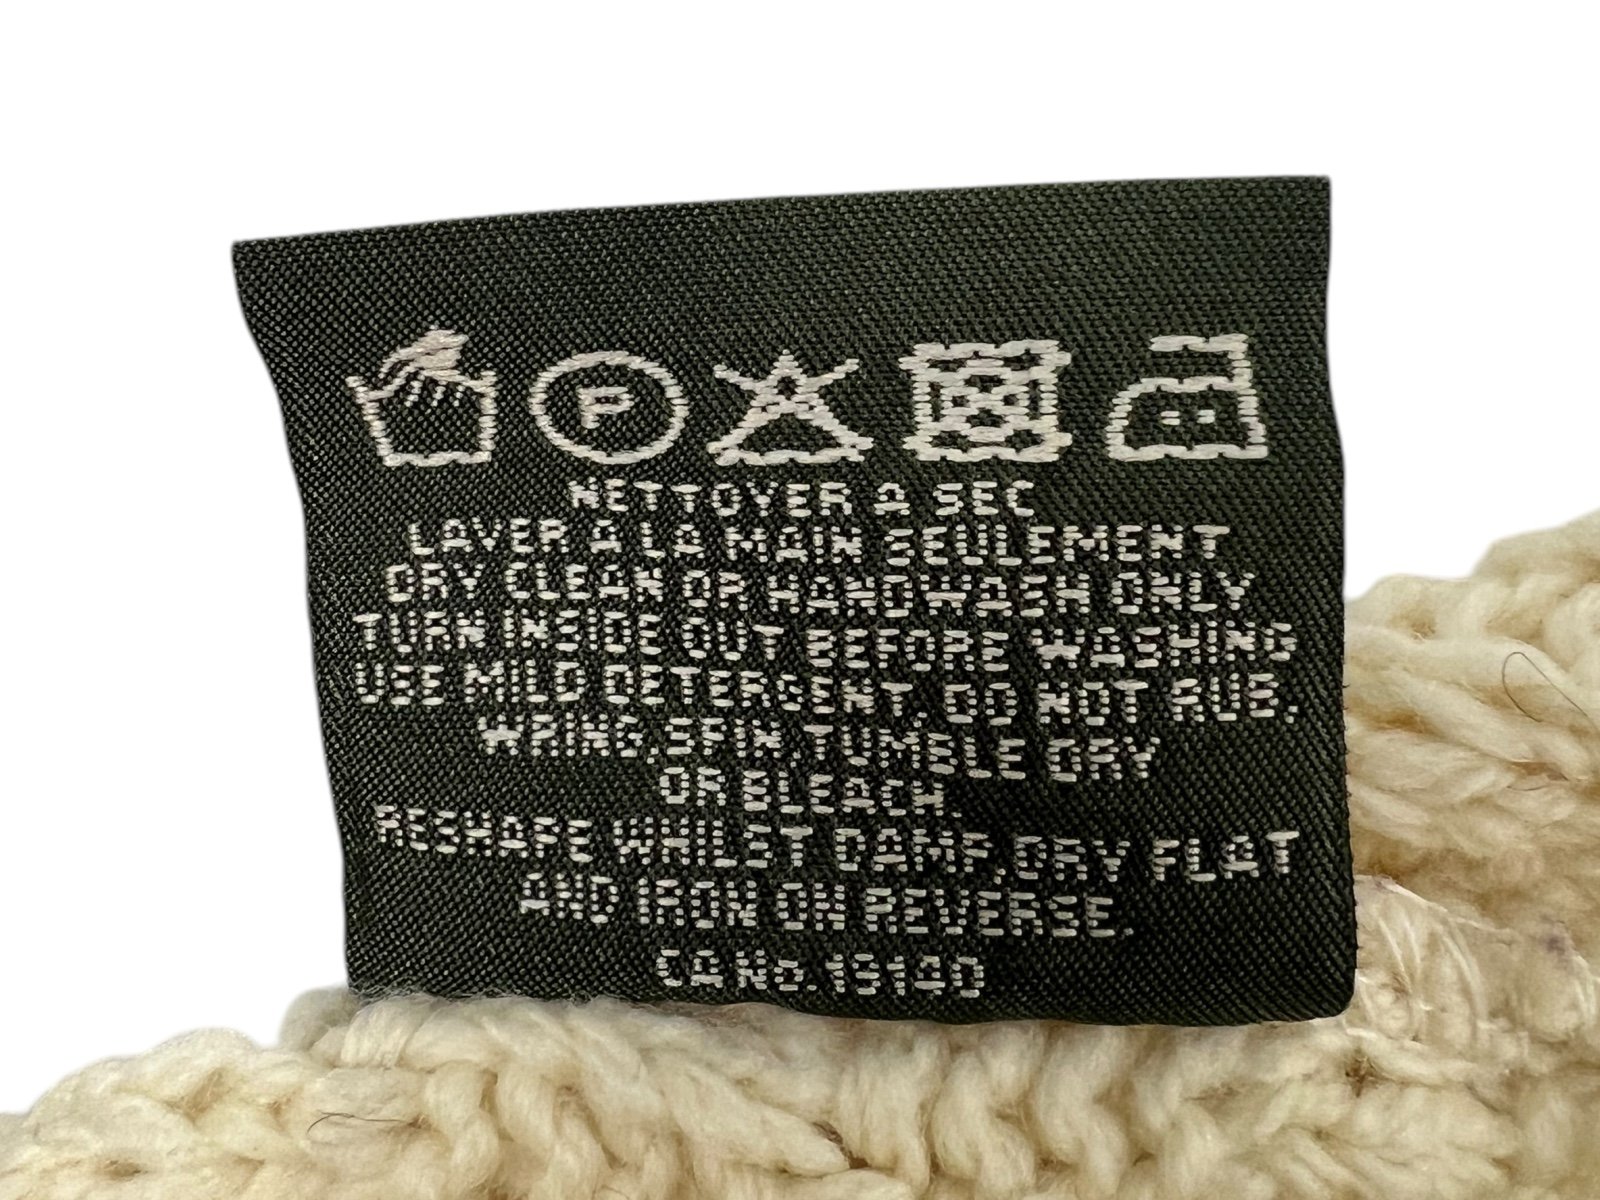 P
NETTOYER A SEC
LAVER A LA MAIN SEULEMENT
DRY CLEAN OR HANDWASH ONLY
TURN INSIDE OUT BEFORE WASHING
USE MILD DETERGENT. DO NOT RUB,
WRING, SPIN, TUMBLE DRY
OR BLEACH.
RESHAPE WHILST DAMP, DRY FLAT
AND IRON ON REVERSE.
CA No. 15140